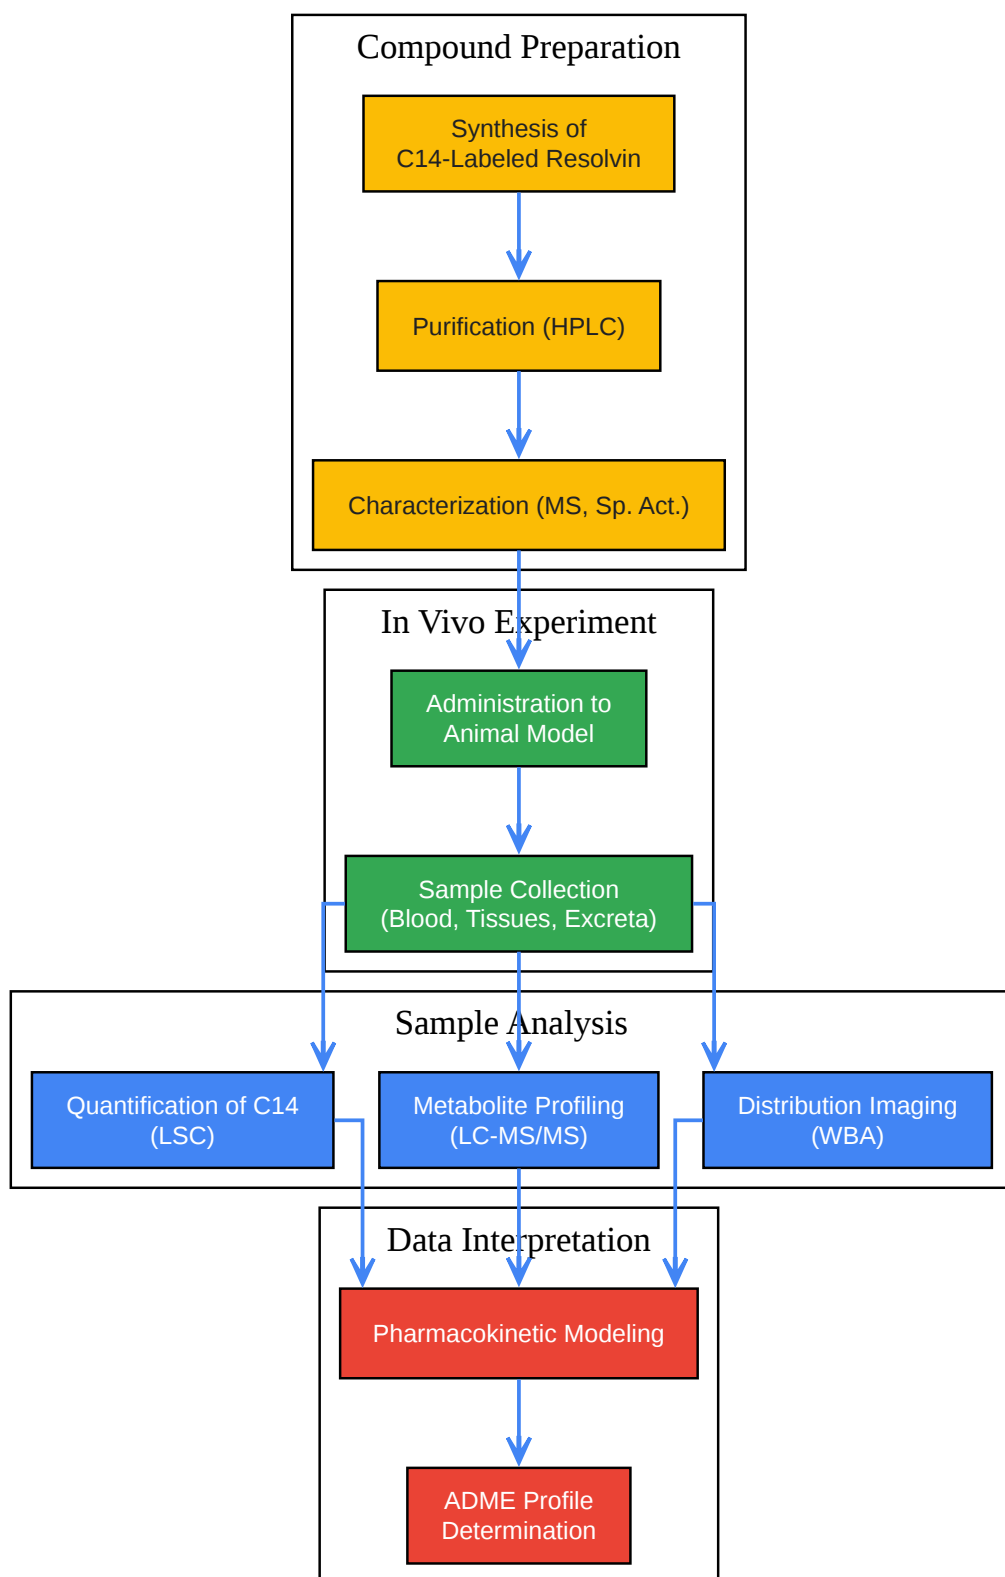 Compound Preparation
Synthesis of
C14-Labeled Resolvin
Purification (HPLC)
Characterization (MS, Sp. Act.)
In Vivo Experiment
Administration to
Animal Model
Sample Collection
(Blood, Tissues, Excreta)
Sample Analysis
Quantification of C14
(LSC)
Metabolite Profiling
(LC-MS/MS)
Distribution Imaging
(WBA)
Data Interpretation
Pharmacokinetic Modeling
ADME Profile
Determination